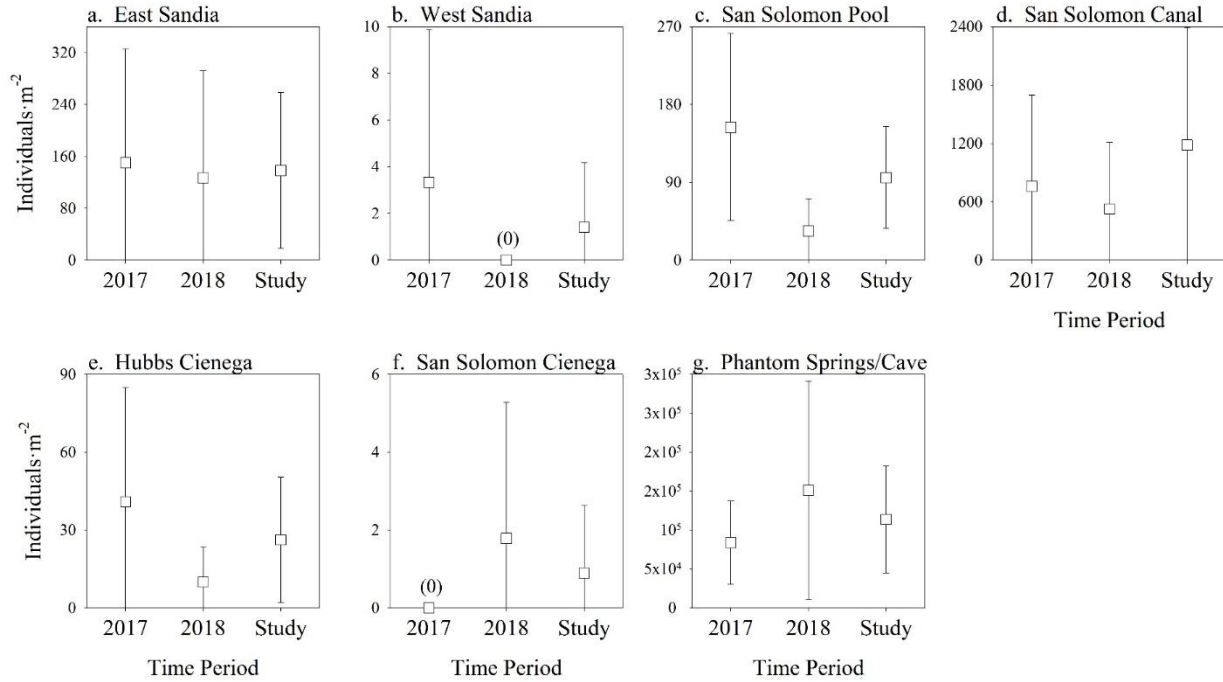 a. East Sandia
b. West Sandia
c. San Solomon Pool
d. San Solomon Canal
Individuals·m⁻²
320
240
160
80
0
2017 2018 Study
10
8
6
4
2
0
(0)
2017 2018 Study
270
180
90
0
2017 2018 Study
2400
1800
1200
600
0
2017 2018 Study
Time Period
e. Hubbs Cienega
f. San Solomon Cienega
g. Phantom Springs/Cave
Individuals·m⁻²
90
60
30
0
2017 2018 Study
Time Period
6
4
2
0
(0)
2017 2018 Study
Time Period
3x10⁵
3x10⁵
2x10⁵
2x10⁵
10⁵
5x10⁴
0
2017 2018 Study
Time Period